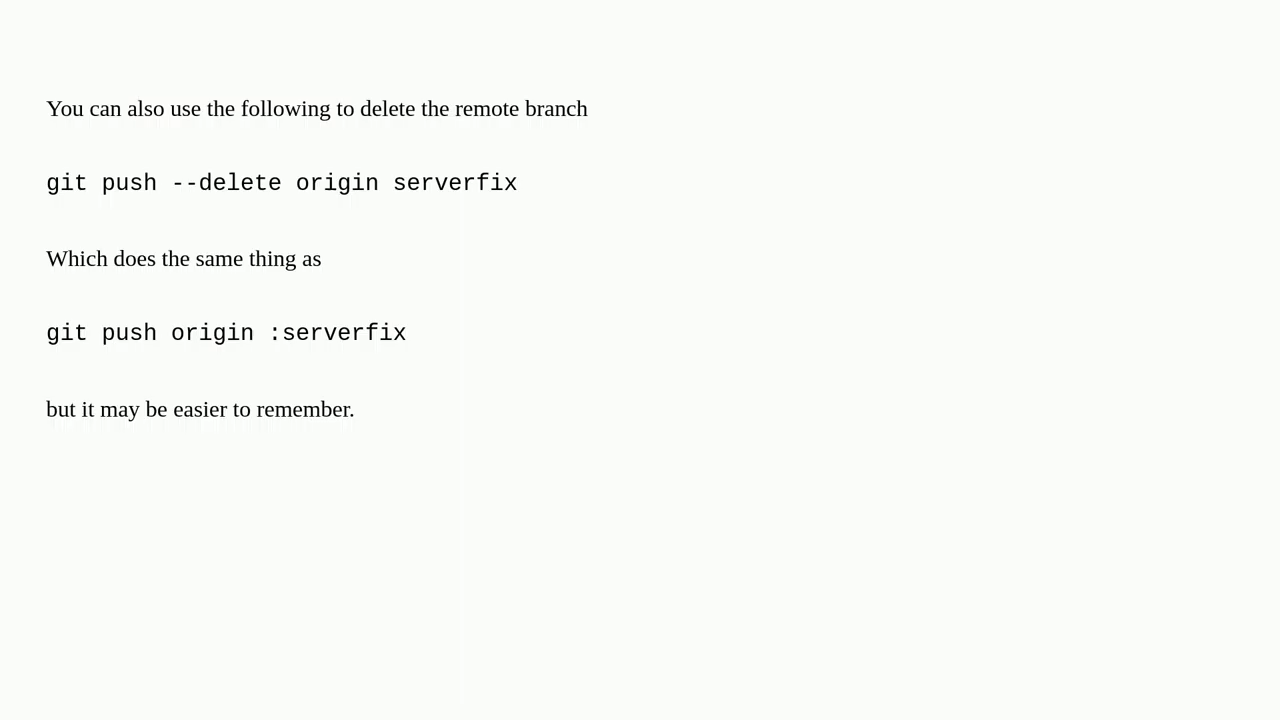 You can also use the following to delete the remote branch
git push --delete origin serverfix
Which does the same thing as
git push origin :serverfix
but it may be easier to remember.